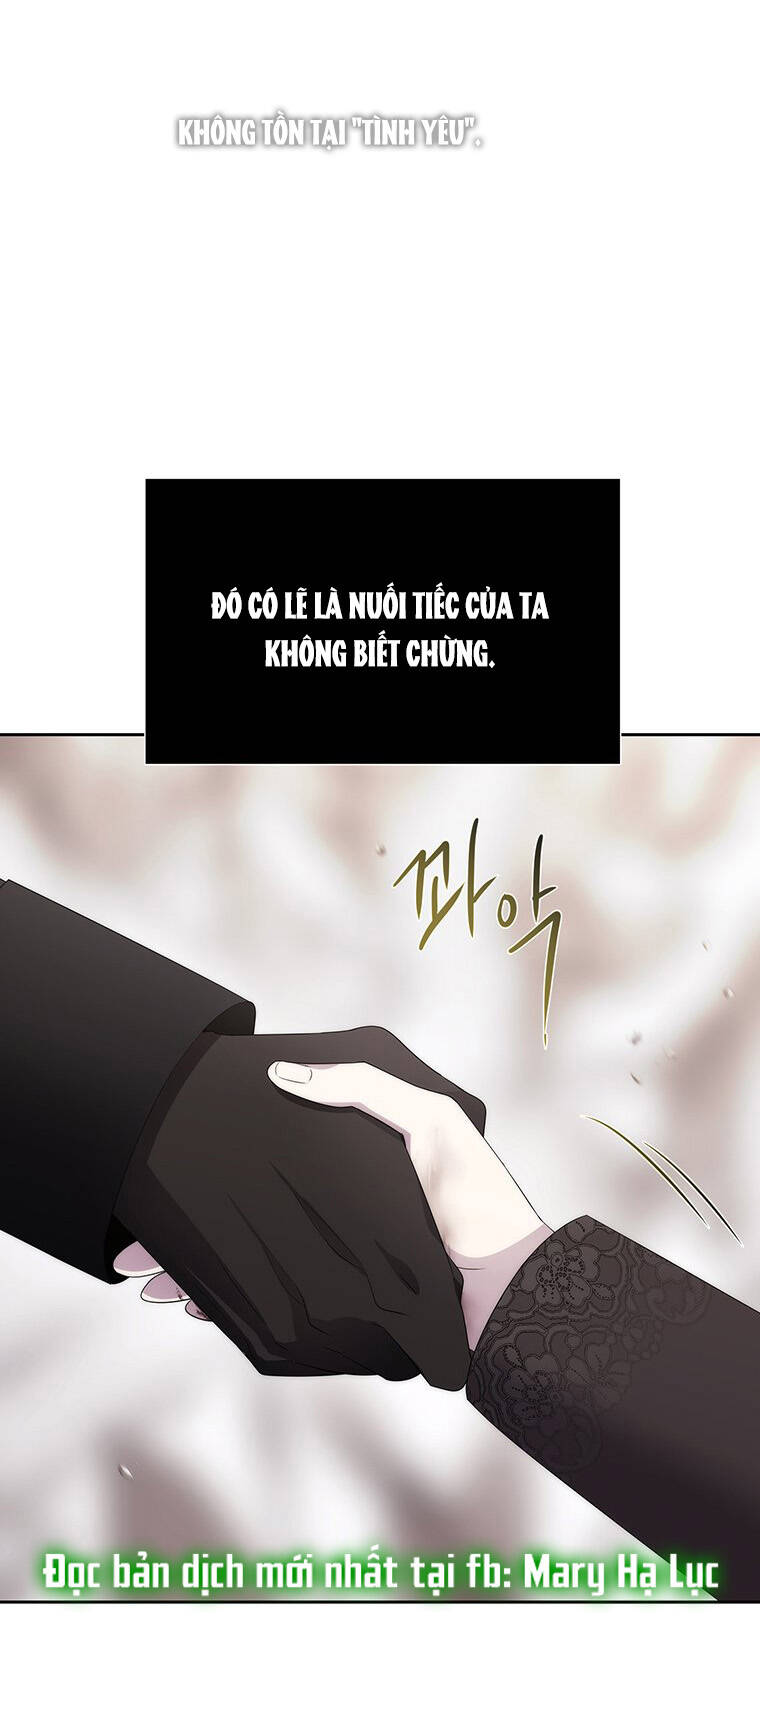 KHÔNG TỒN TẠI "TÌNH YÊU".
ĐÓ CÓ LẼ LÀ NUỐI TIẾC CỦA TA
KHÔNG BIẾT CHỪNG.
꽈악
Đọc bản dịch mới nhất tại fb: Mary Hạ Lục